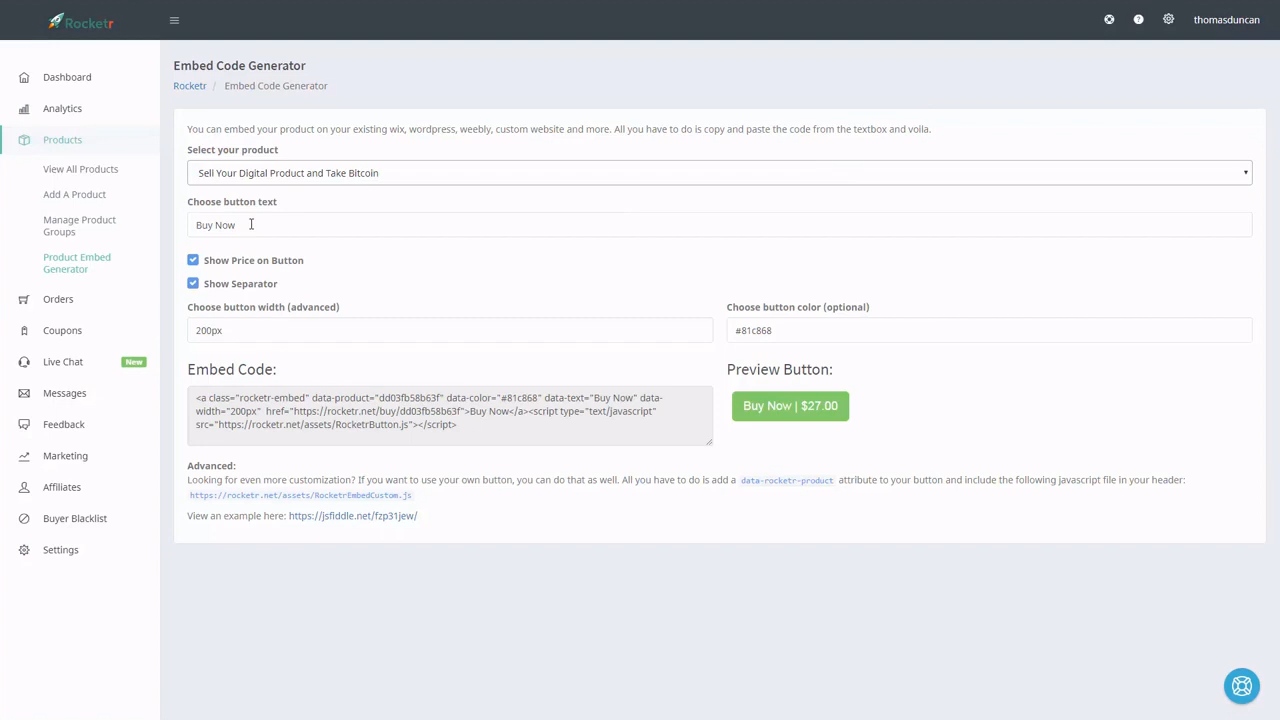 Rocketr
thomasduncan
Dashboard
Analytics
Products
View All Products
Add A Product
Manage Product
Groups
Product Embed
Generator
Orders
Coupons
Live Chat New
Messages
Feedback
Marketing
Affiliates
Buyer Blacklist
Settings
Embed Code Generator
Rocketr / Embed Code Generator
You can embed your product on your existing wix, wordpress, weebly, custom website and more. All you have to do is copy and paste the code from the textbox and voila.
Select your product
Sell Your Digital Product and Take Bitcoin
Choose button text
Buy Now
Show Price on Button
Show Separator
Choose button width (advanced)
200px
Choose button color (optional)
#81c868
Embed Code:
<a class="rocketr-embed" data-product="dd03fb58b63f" data-color="#81c868" data-text="Buy Now" data-
width="200px" href="https://rocketr.net/buy/dd03fb58b63f">Buy Now</a><script type="text/javascript"
src="https://rocketr.net/assets/RocketrButton.js"></script>
Preview Button:
Buy Now | $27.00
Advanced:
Looking for even more customization? If you want to use your own button, you can do that as well. All you have to do is add a data-rocketr-product attribute to your button and include the following javascript file in your header:
https://rocketr.net/assets/RocketrEmbedCustom.js
View an example here: https://jsfiddle.net/fzp31jew/